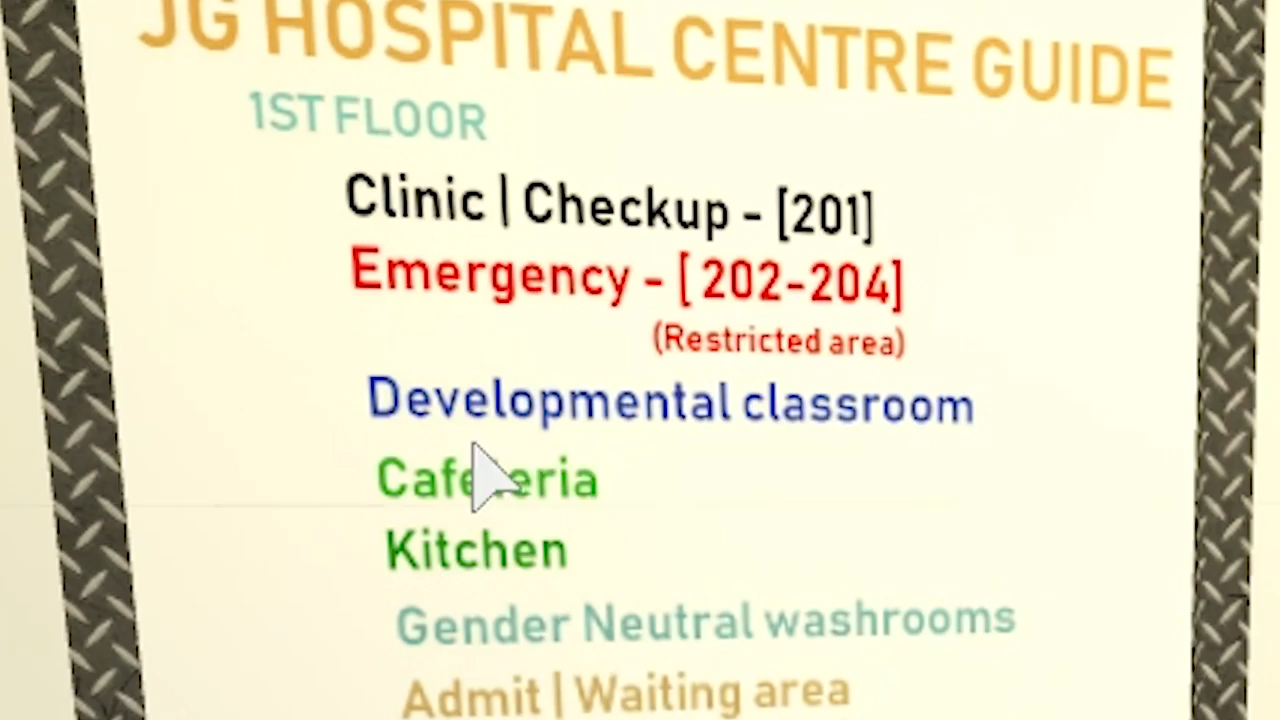 JG HOSPITAL CENTRE GUIDE
1ST FLOOR
Clinic | Checkup - [201]
Emergency - [ 202-204]
(Restricted area)
Developmental classroom
Cafeteria
Kitchen
Gender Neutral washrooms
Admit | Waiting area